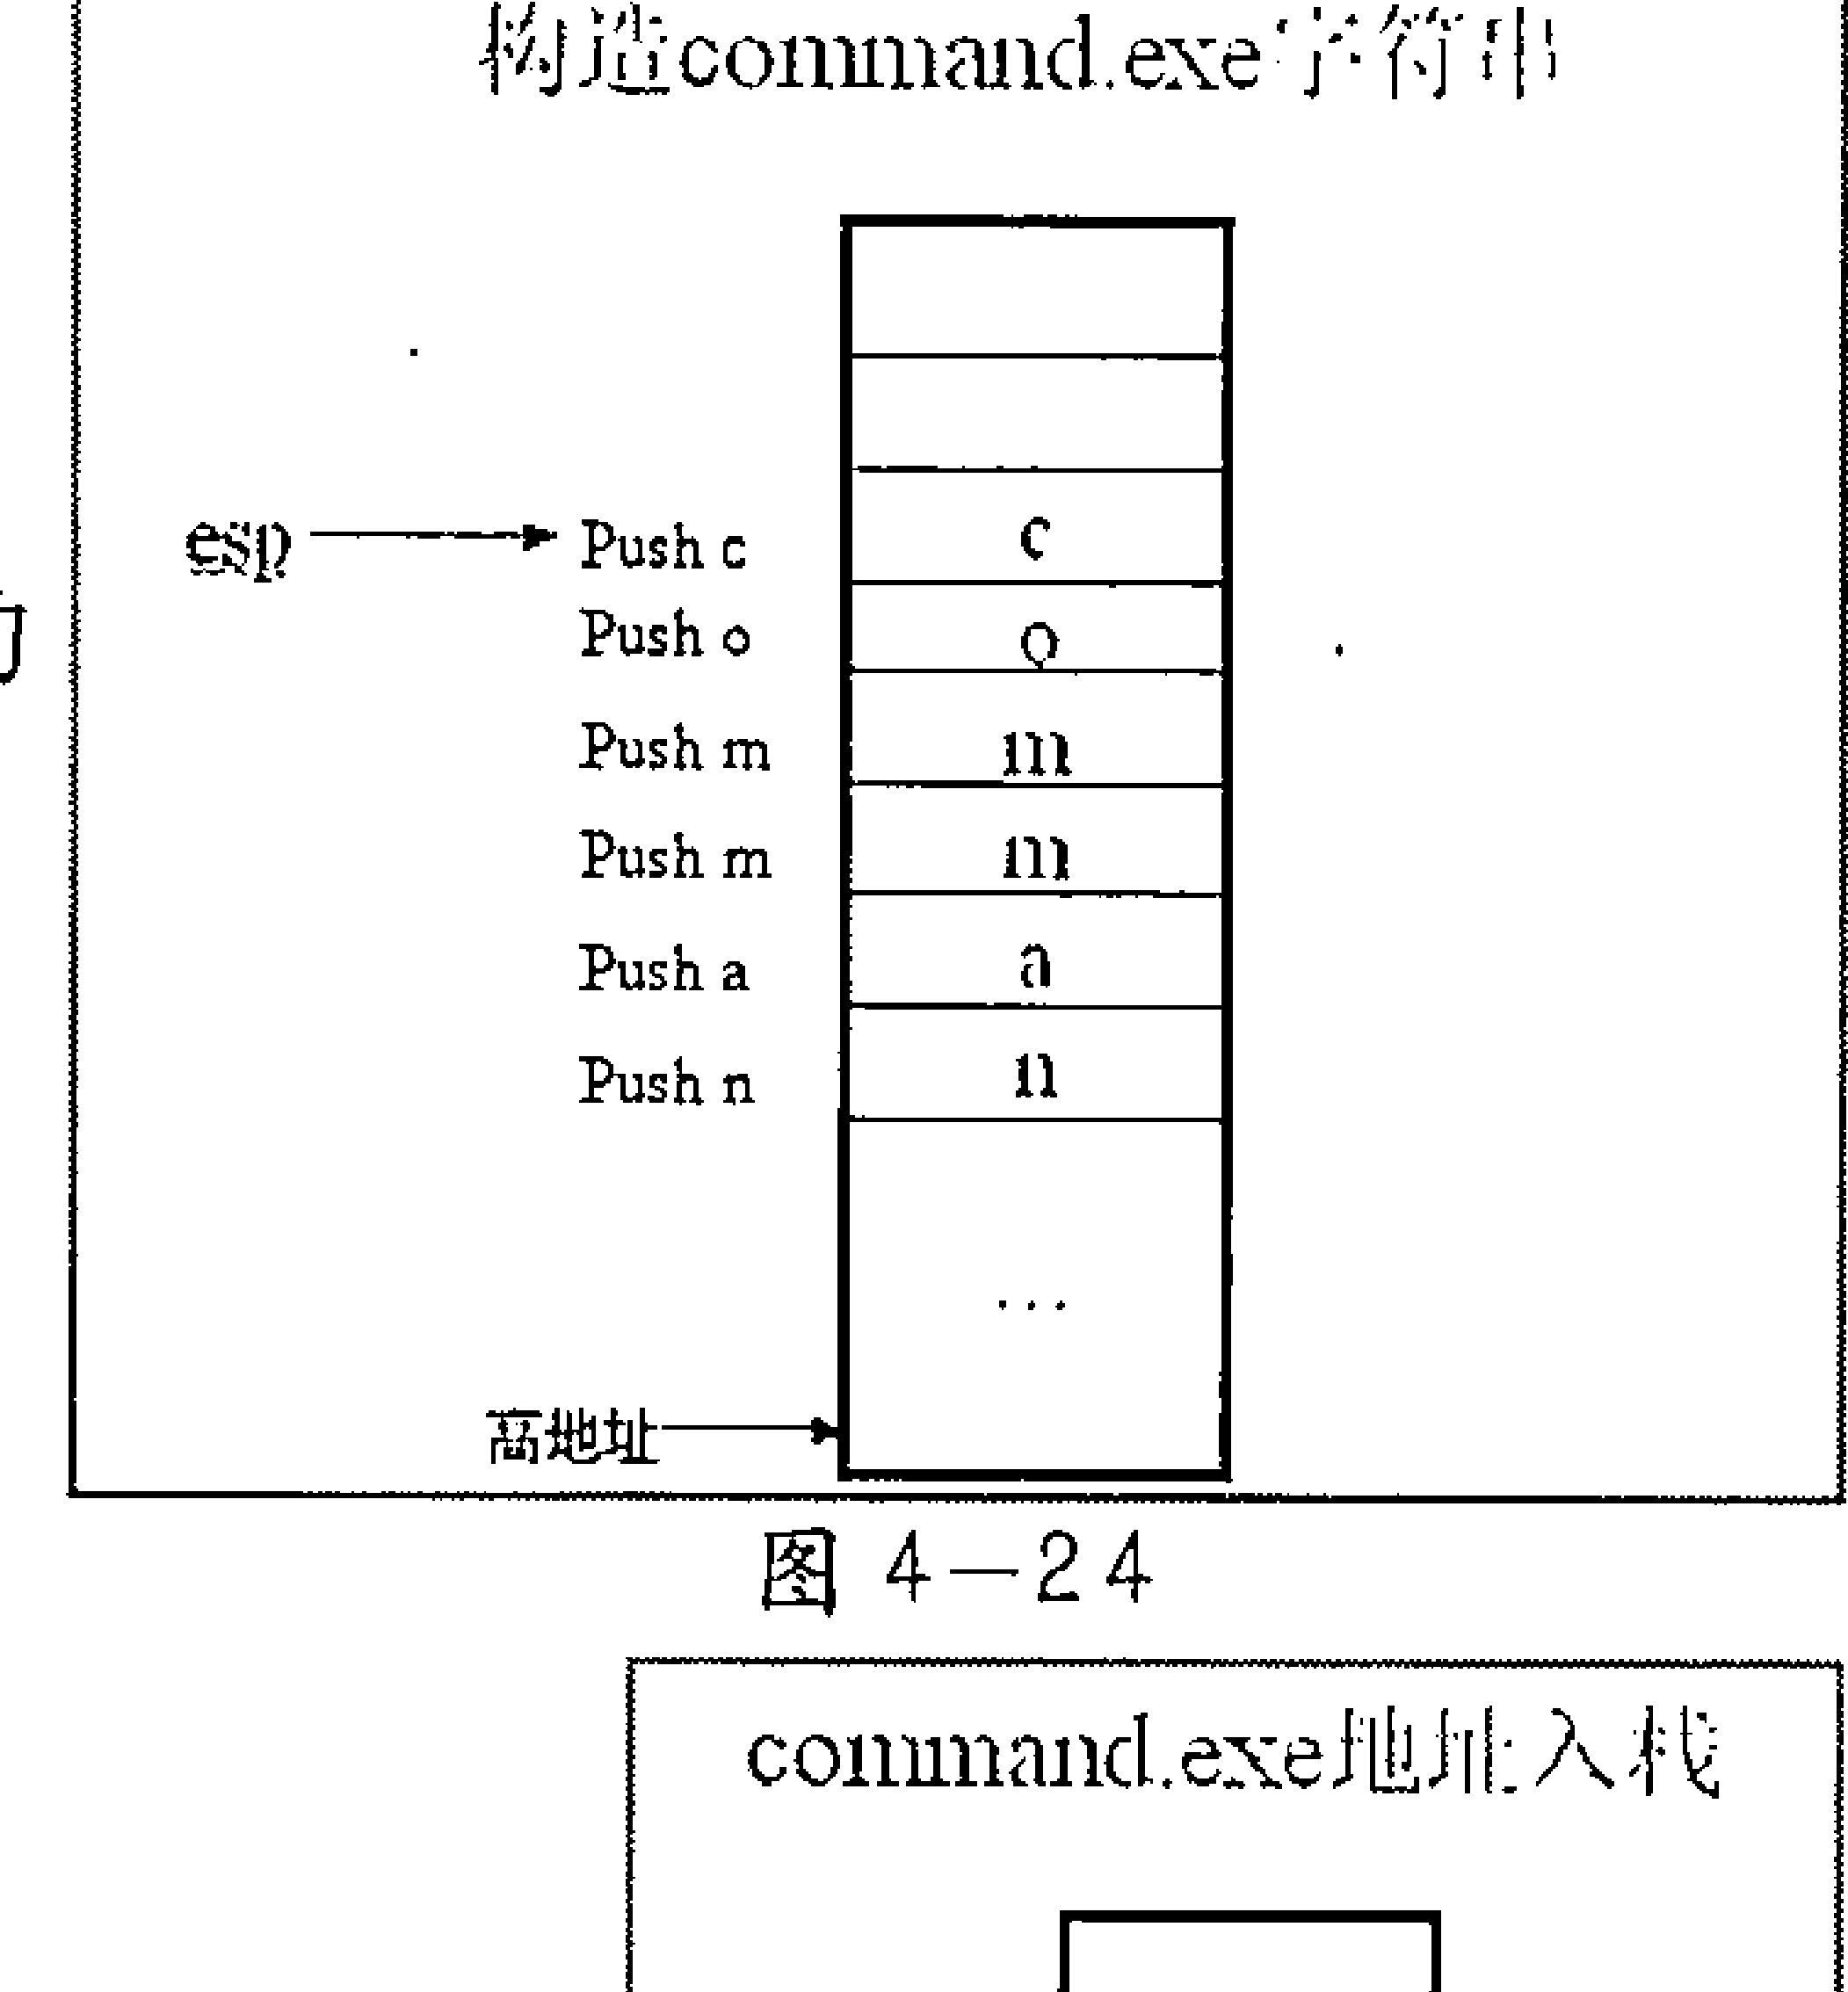 构造command.exe字符串
esp
Push c
c
Push o
o
Push m
m
Push m
m
Push a
a
Push n
n
...
高地址
图 4-24
command.exe地址入栈